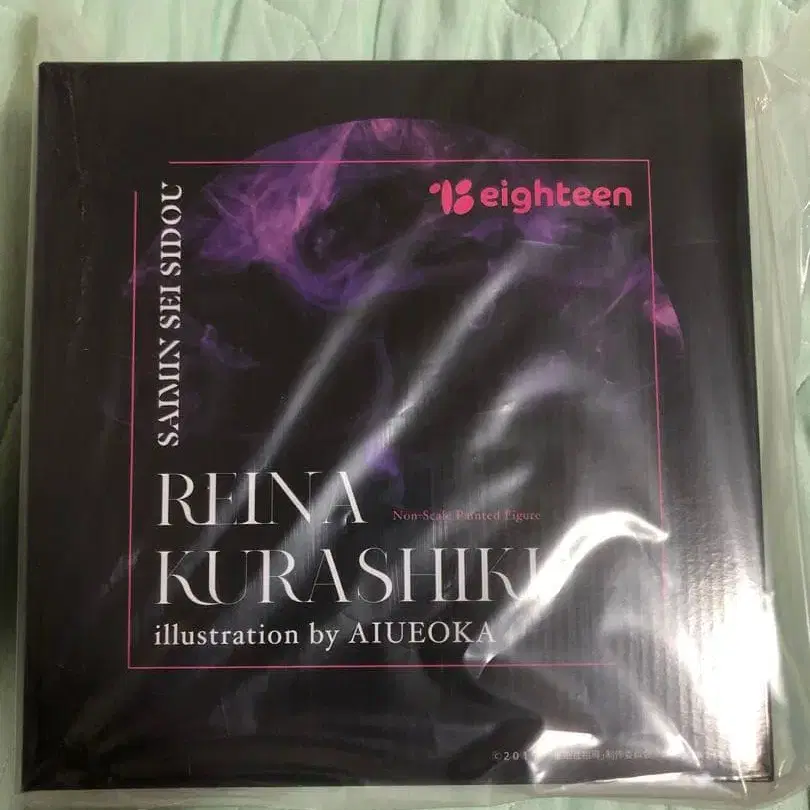 eighteen
SAIMIN SEI SIDOU
REINA
Non-Scale Painted Figure
KURASHIKI
illustration by AIUEOKA